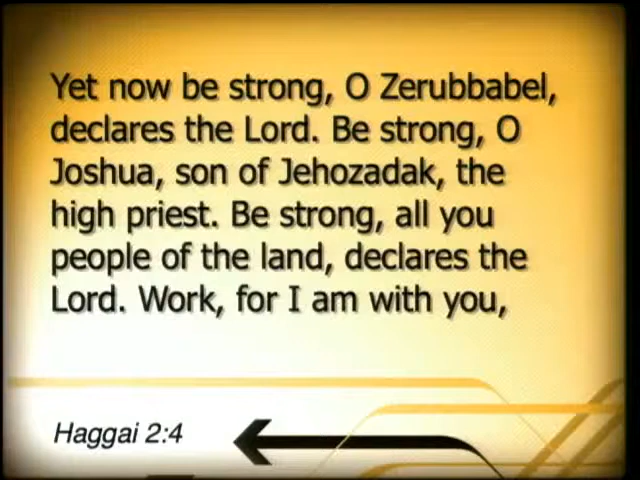 Yet now be strong, O Zerubbabel,
declares the Lord. Be strong, O
Joshua, son of Jehozadak, the
high priest. Be strong, all you
people of the land, declares the
Lord. Work, for I am with you,
Haggai 2:4